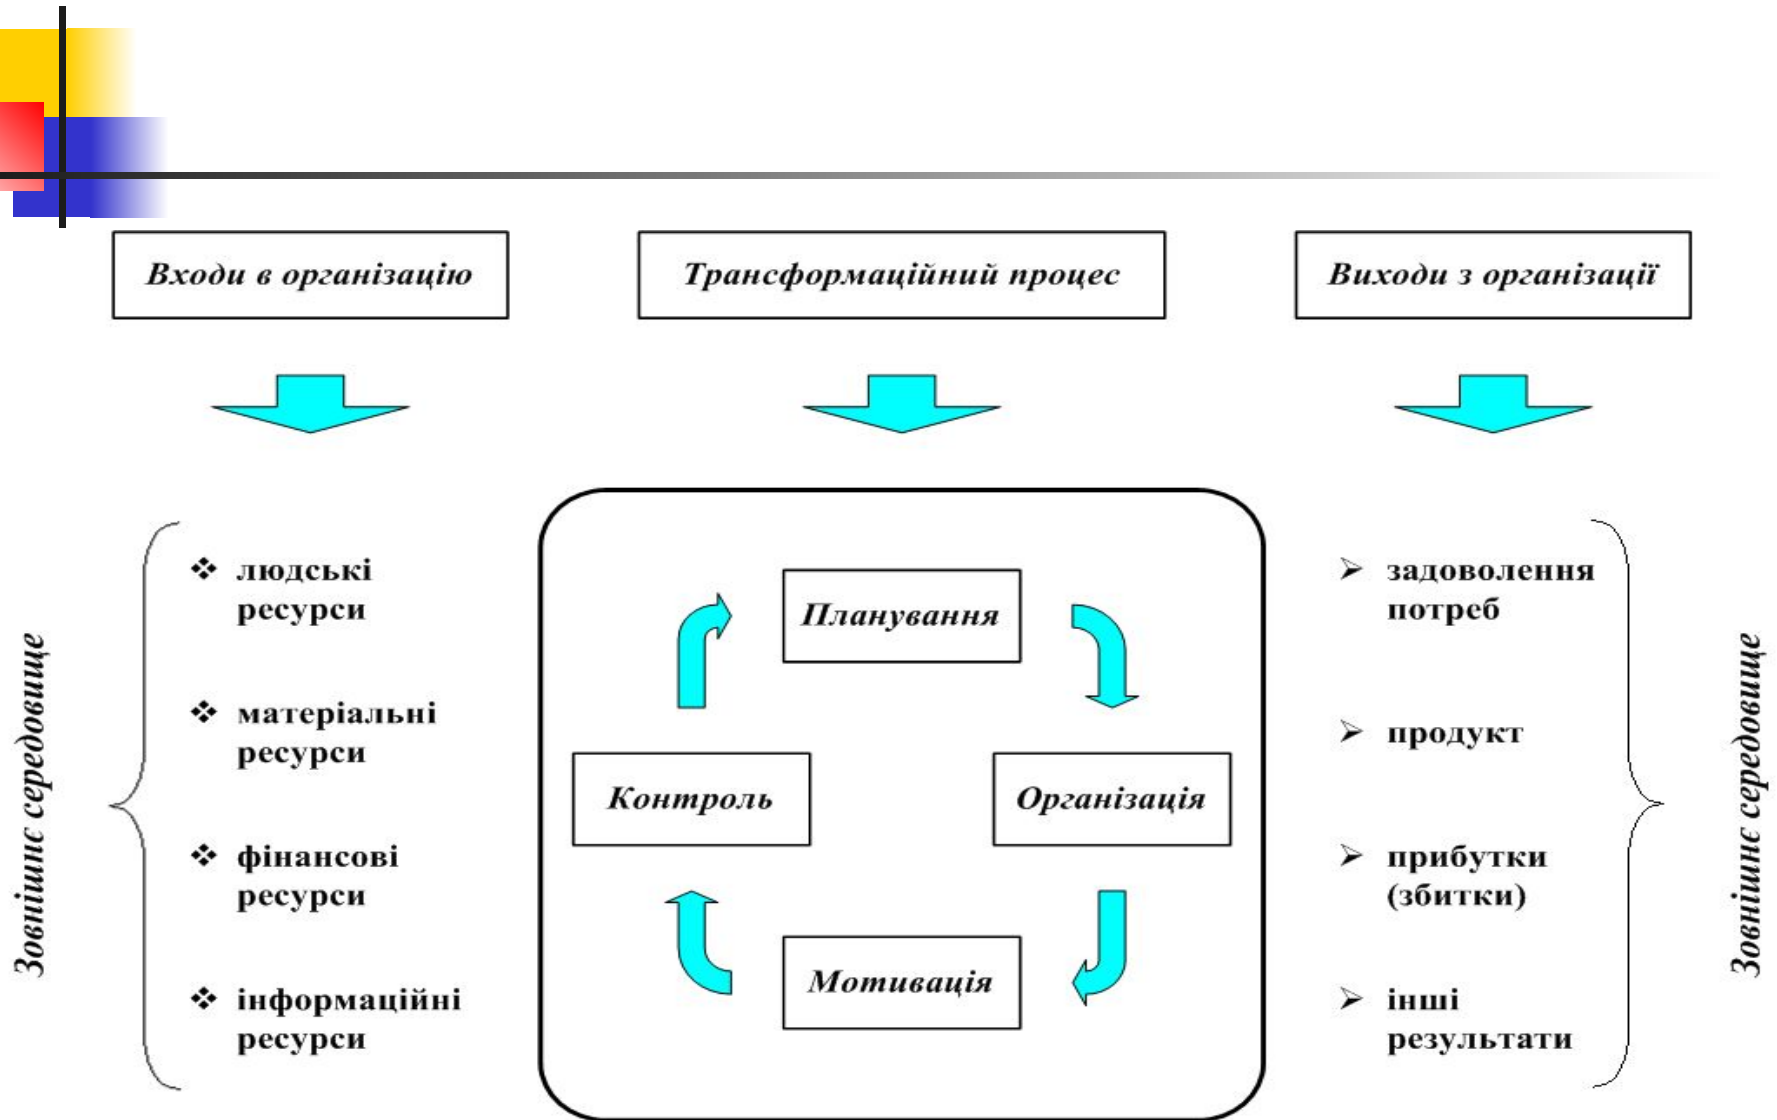 Входи в організацію
Трансформаційний процес
Виходи з організації
Зовнішнє середовище
людські
ресурси
матеріальні
ресурси
фінансові
ресурси
інформаційні
ресурси
Планування
Контроль
Організація
Мотивація
задоволення
потреб
продукт
прибутки
(збитки)
інші
результати
Зовнішнє середовище